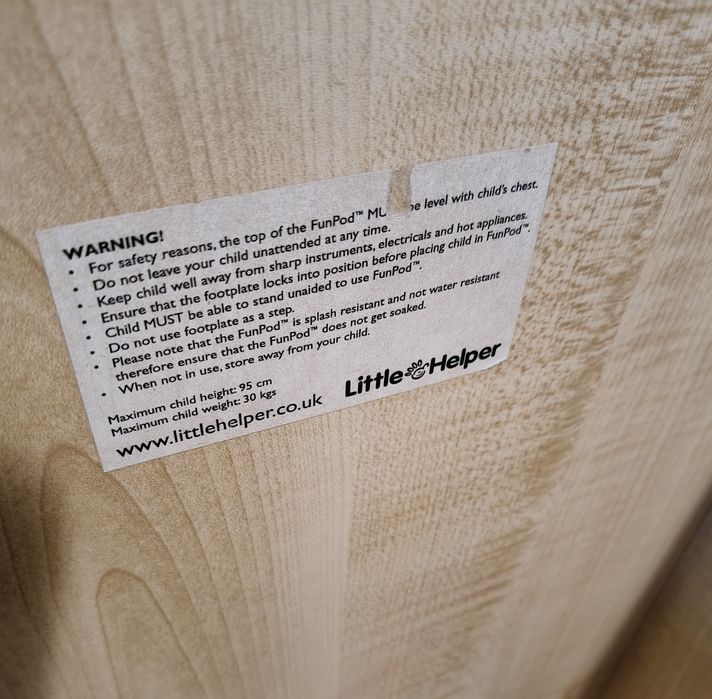 WARNING!
• For safety reasons, the top of the FunPod™ MU be level with child's chest.
• Do not leave your child unattended at any time.
• Keep child well away from sharp instruments, electricals and hot appliances.
• Ensure that the footplate locks into position before placing child in FunPod™.
• Child MUST be able to stand unaided to use FunPod™.
• Do not use footplate as a step.
• Please note that the FunPod™ is splash resistant and not water resistant
therefore ensure that the FunPod™ does not get soaked.
• When not in use, store away from your child.
Maximum child height: 95 cm
Maximum child weight: 30 kgs
www.littlehelper.co.uk
Little Helper